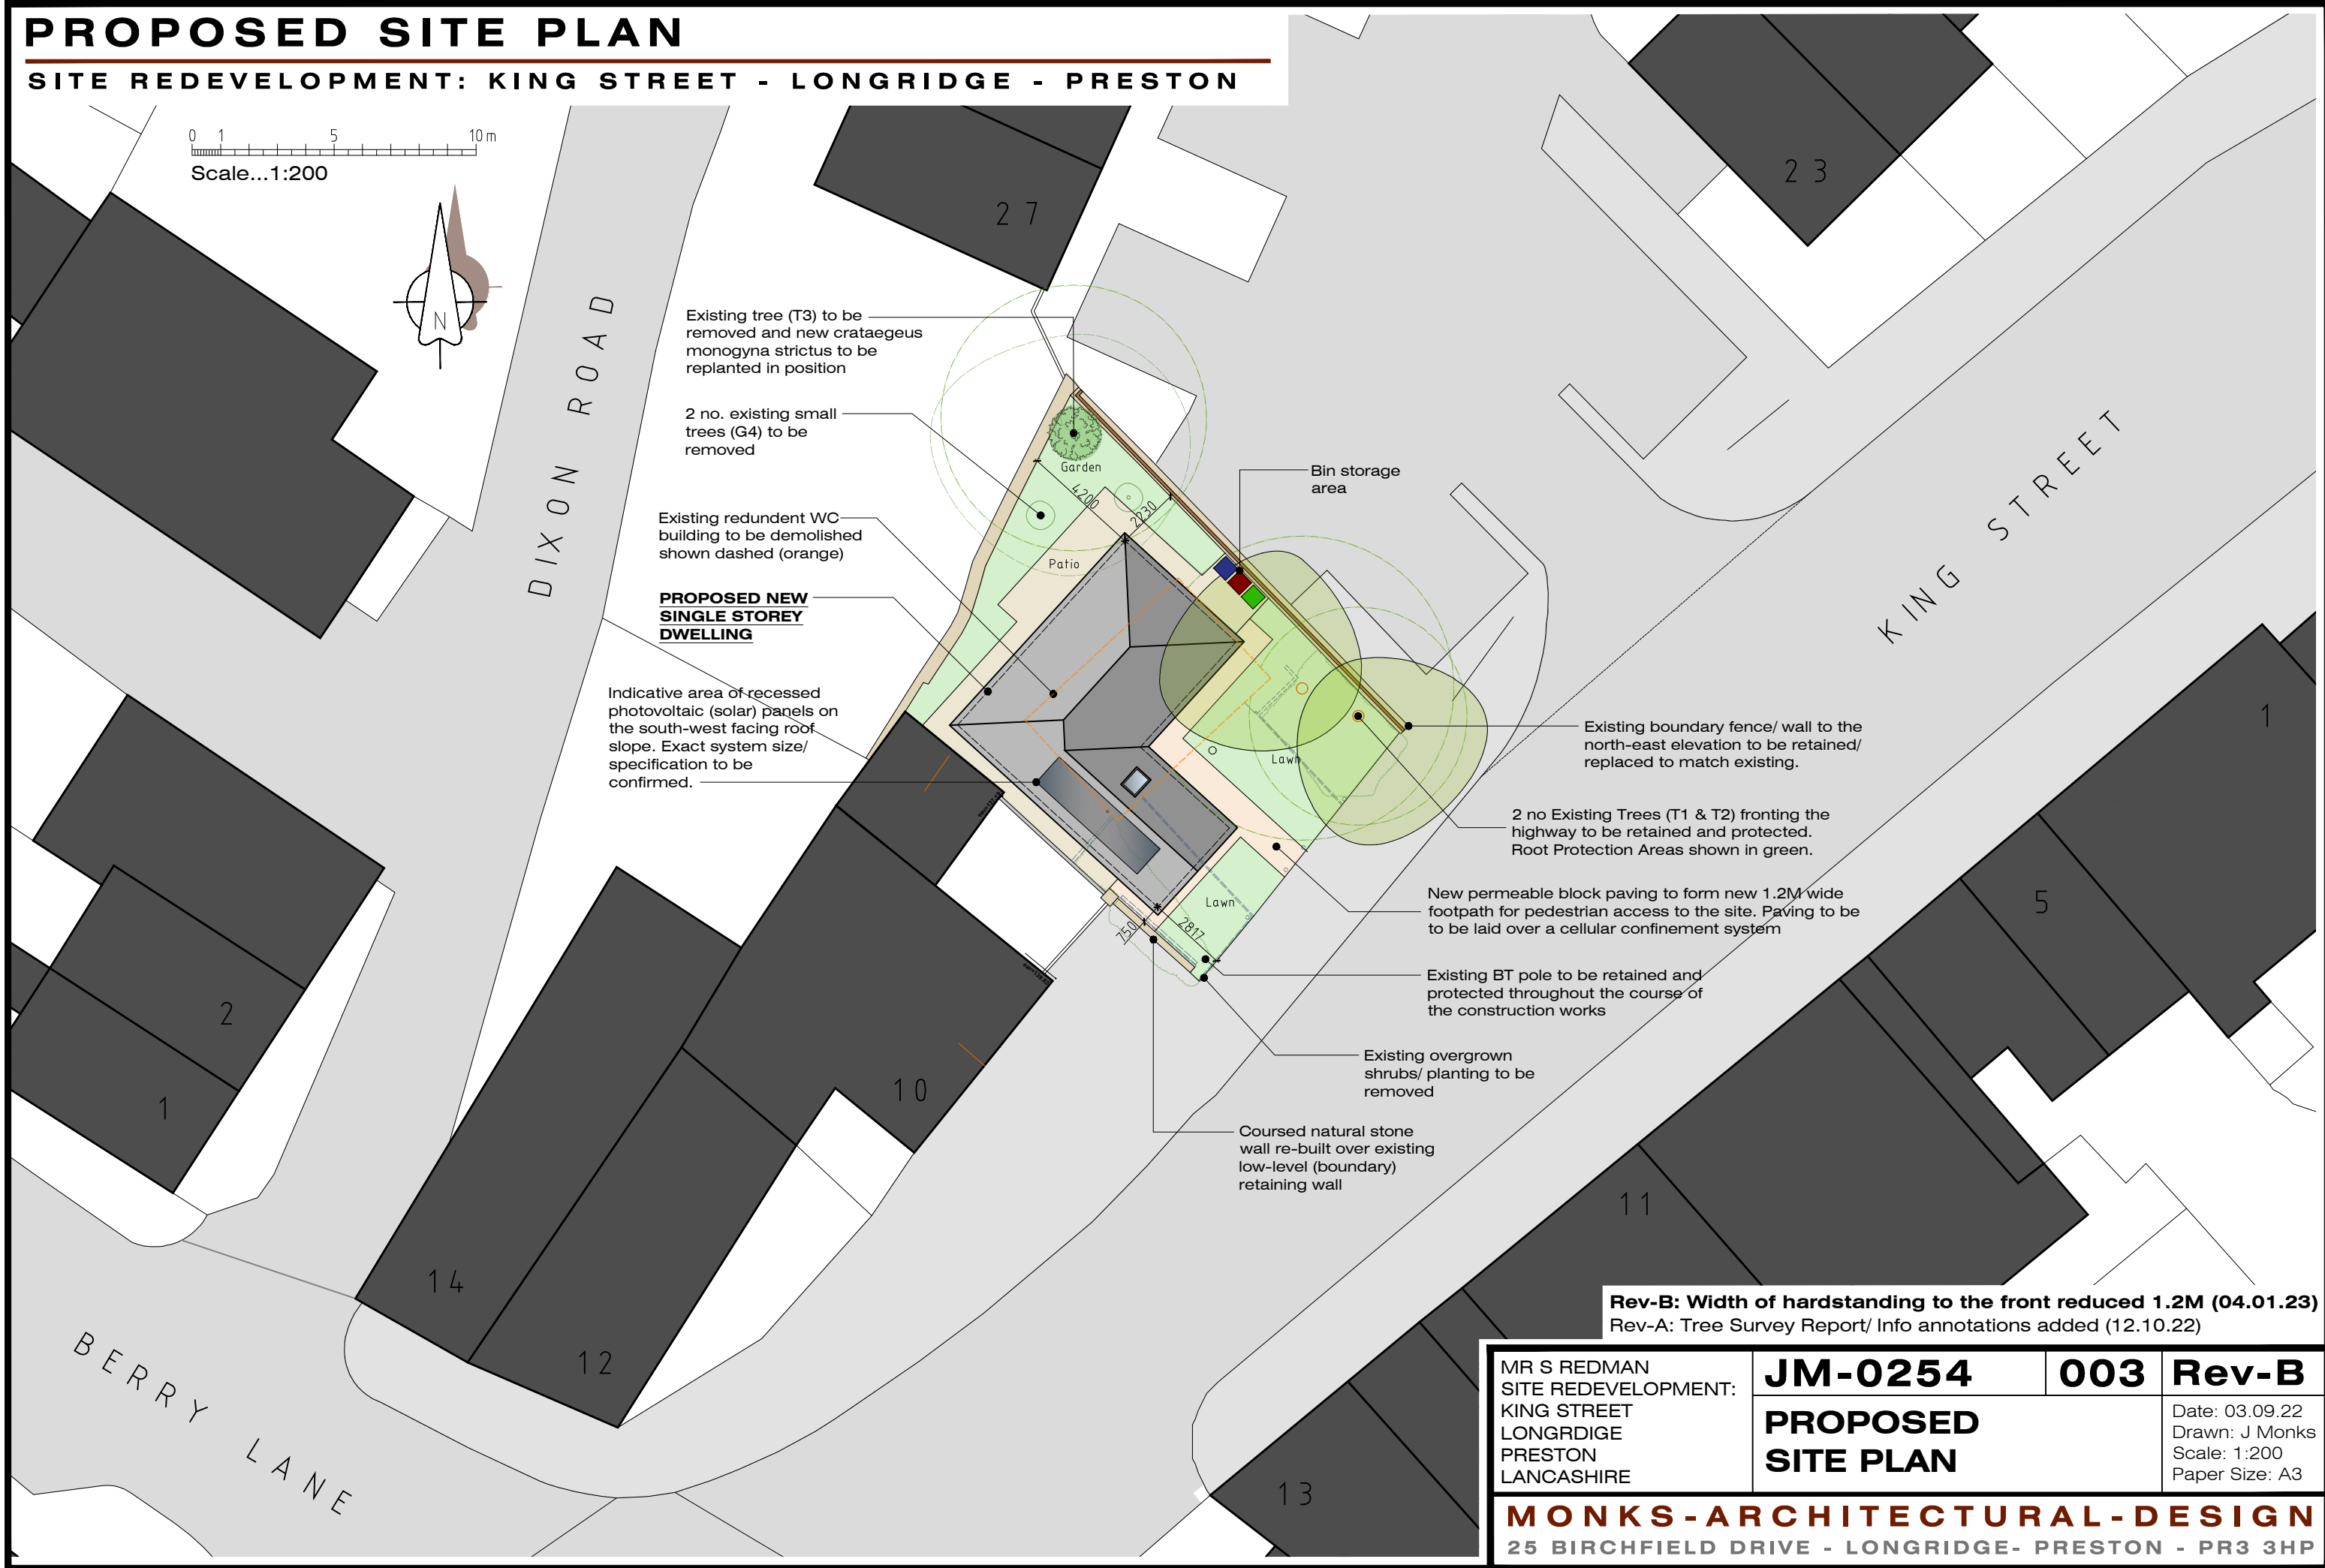 PROPOSED SITE PLAN
SITE REDEVELOPMENT: KING STREET - LONGRIDGE - PRESTON
0 1 5 10 m
Scale...1:200
N
DIXON ROAD
KING STREET
BERRY LANE
27
23
1
5
11
13
10
12
14
2
1
Existing tree (T3) to be
removed and new crataegeus
monogyna strictus to be
replanted in position
2 no. existing small
trees (G4) to be
removed
Existing redundent WC
building to be demolished
shown dashed (orange)
PROPOSED NEW
SINGLE STOREY
DWELLING
Indicative area of recessed
photovoltaic (solar) panels on
the south-west facing roof
slope. Exact system size/
specification to be
confirmed.
Garden
4200
2230
Patio
Lawn
Lawn
750
2817
Bin storage
area
Existing boundary fence/ wall to the
north-east elevation to be retained/
replaced to match existing.
2 no Existing Trees (T1 & T2) fronting the
highway to be retained and protected.
Root Protection Areas shown in green.
New permeable block paving to form new 1.2M wide
footpath for pedestrian access to the site. Paving to be
to be laid over a cellular confinement system
Existing BT pole to be retained and
protected throughout the course of
the construction works
Existing overgrown
shrubs/ planting to be
removed
Coursed natural stone
wall re-built over existing
low-level (boundary)
retaining wall
Rev-B: Width of hardstanding to the front reduced 1.2M (04.01.23)
Rev-A: Tree Survey Report/ Info annotations added (12.10.22)
MR S REDMAN
SITE REDEVELOPMENT:
KING STREET
LONGRDIGE
PRESTON
LANCASHIRE
JM-0254 003 Rev-B
PROPOSED
SITE PLAN
Date: 03.09.22
Drawn: J Monks
Scale: 1:200
Paper Size: A3
MONKS-ARCHITECTURAL-DESIGN
25 BIRCHFIELD DRIVE - LONGRIDGE- PRESTON - PR3 3HP